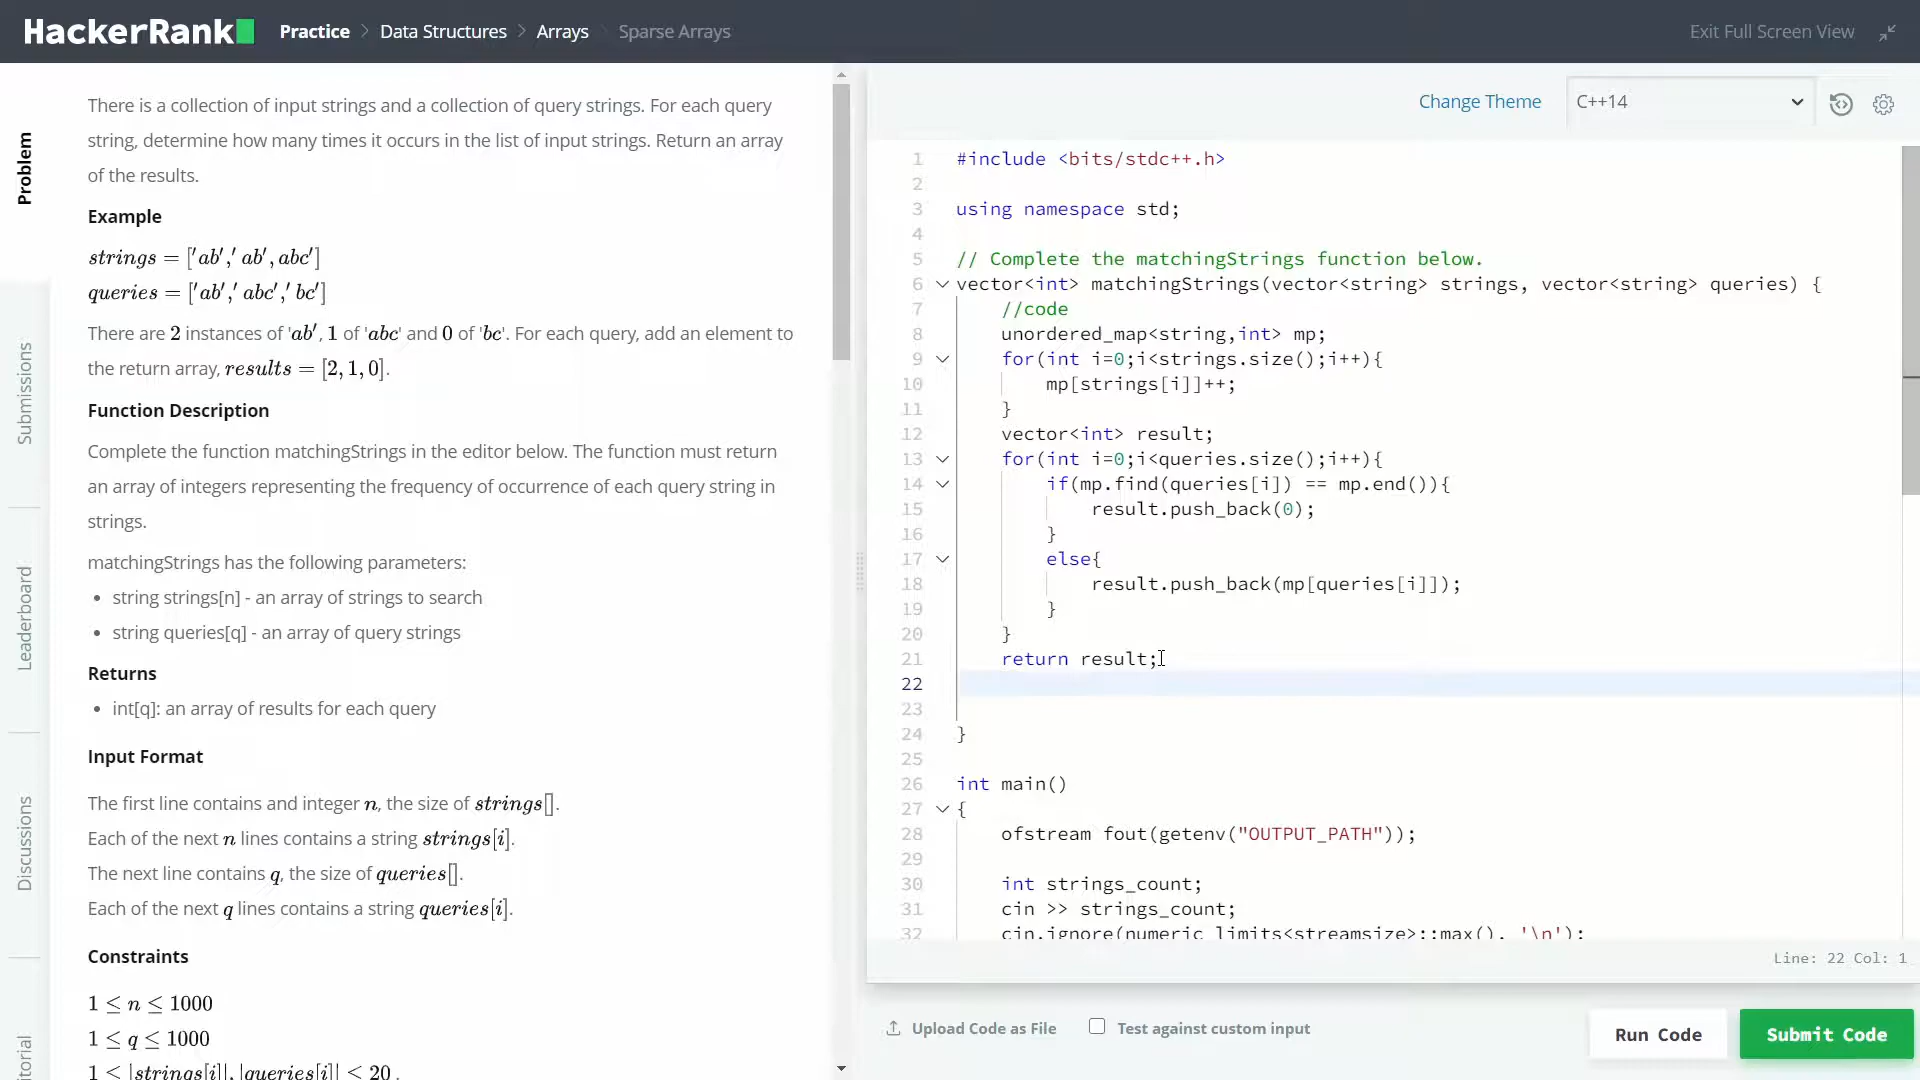 HackerRank
Practice > Data Structures > Arrays > Sparse Arrays
Exit Full Screen View
Problem
Submissions
Leaderboard
Discussions
itorial
There is a collection of input strings and a collection of query strings. For each query
string, determine how many times it occurs in the list of input strings. Return an array
of the results.
Example
strings = ['ab',' ab', abc']
queries = ['ab',' abc',' bc']
There are 2 instances of 'ab', 1 of 'abc' and 0 of 'bc'. For each query, add an element to
the return array, results = [2, 1, 0].
Function Description
Complete the function matchingStrings in the editor below. The function must return
an array of integers representing the frequency of occurrence of each query string in
strings.
matchingStrings has the following parameters:
• string strings[n] - an array of strings to search
• string queries[q] - an array of query strings
Returns
• int[q]: an array of results for each query
Input Format
The first line contains and integer n, the size of strings[].
Each of the next n lines contains a string strings[i].
The next line contains q, the size of queries[].
Each of the next q lines contains a string queries[i].
Constraints
1 ≤ n ≤ 1000
1 ≤ q ≤ 1000
1 ≤ |strings[i]|, |queries[i]| ≤ 20 .
Change Theme
C++14
1 #include <bits/stdc++.h>
2
3 using namespace std;
4
5 // Complete the matchingStrings function below.
6 vector<int> matchingStrings(vector<string> strings, vector<string> queries) {
7 //code
8 unordered_map<string,int> mp;
9 for(int i=0;i<strings.size();i++){
10 mp[strings[i]]++;
11 }
12 vector<int> result;
13 for(int i=0;i<queries.size();i++){
14 if(mp.find(queries[i]) == mp.end()){
15 result.push_back(0);
16 }
17 else{
18 result.push_back(mp[queries[i]]);
19 }
20 }
21 return result;
22
23
24 }
25
26 int main()
27 {
28 ofstream fout(getenv("OUTPUT_PATH"));
29
30 int strings_count;
31 cin >> strings_count;
32 cin.ignore(numeric_limits<streamsize>::max(), '\n');
Line: 22 Col: 1
Upload Code as File
Test against custom input
Run Code
Submit Code